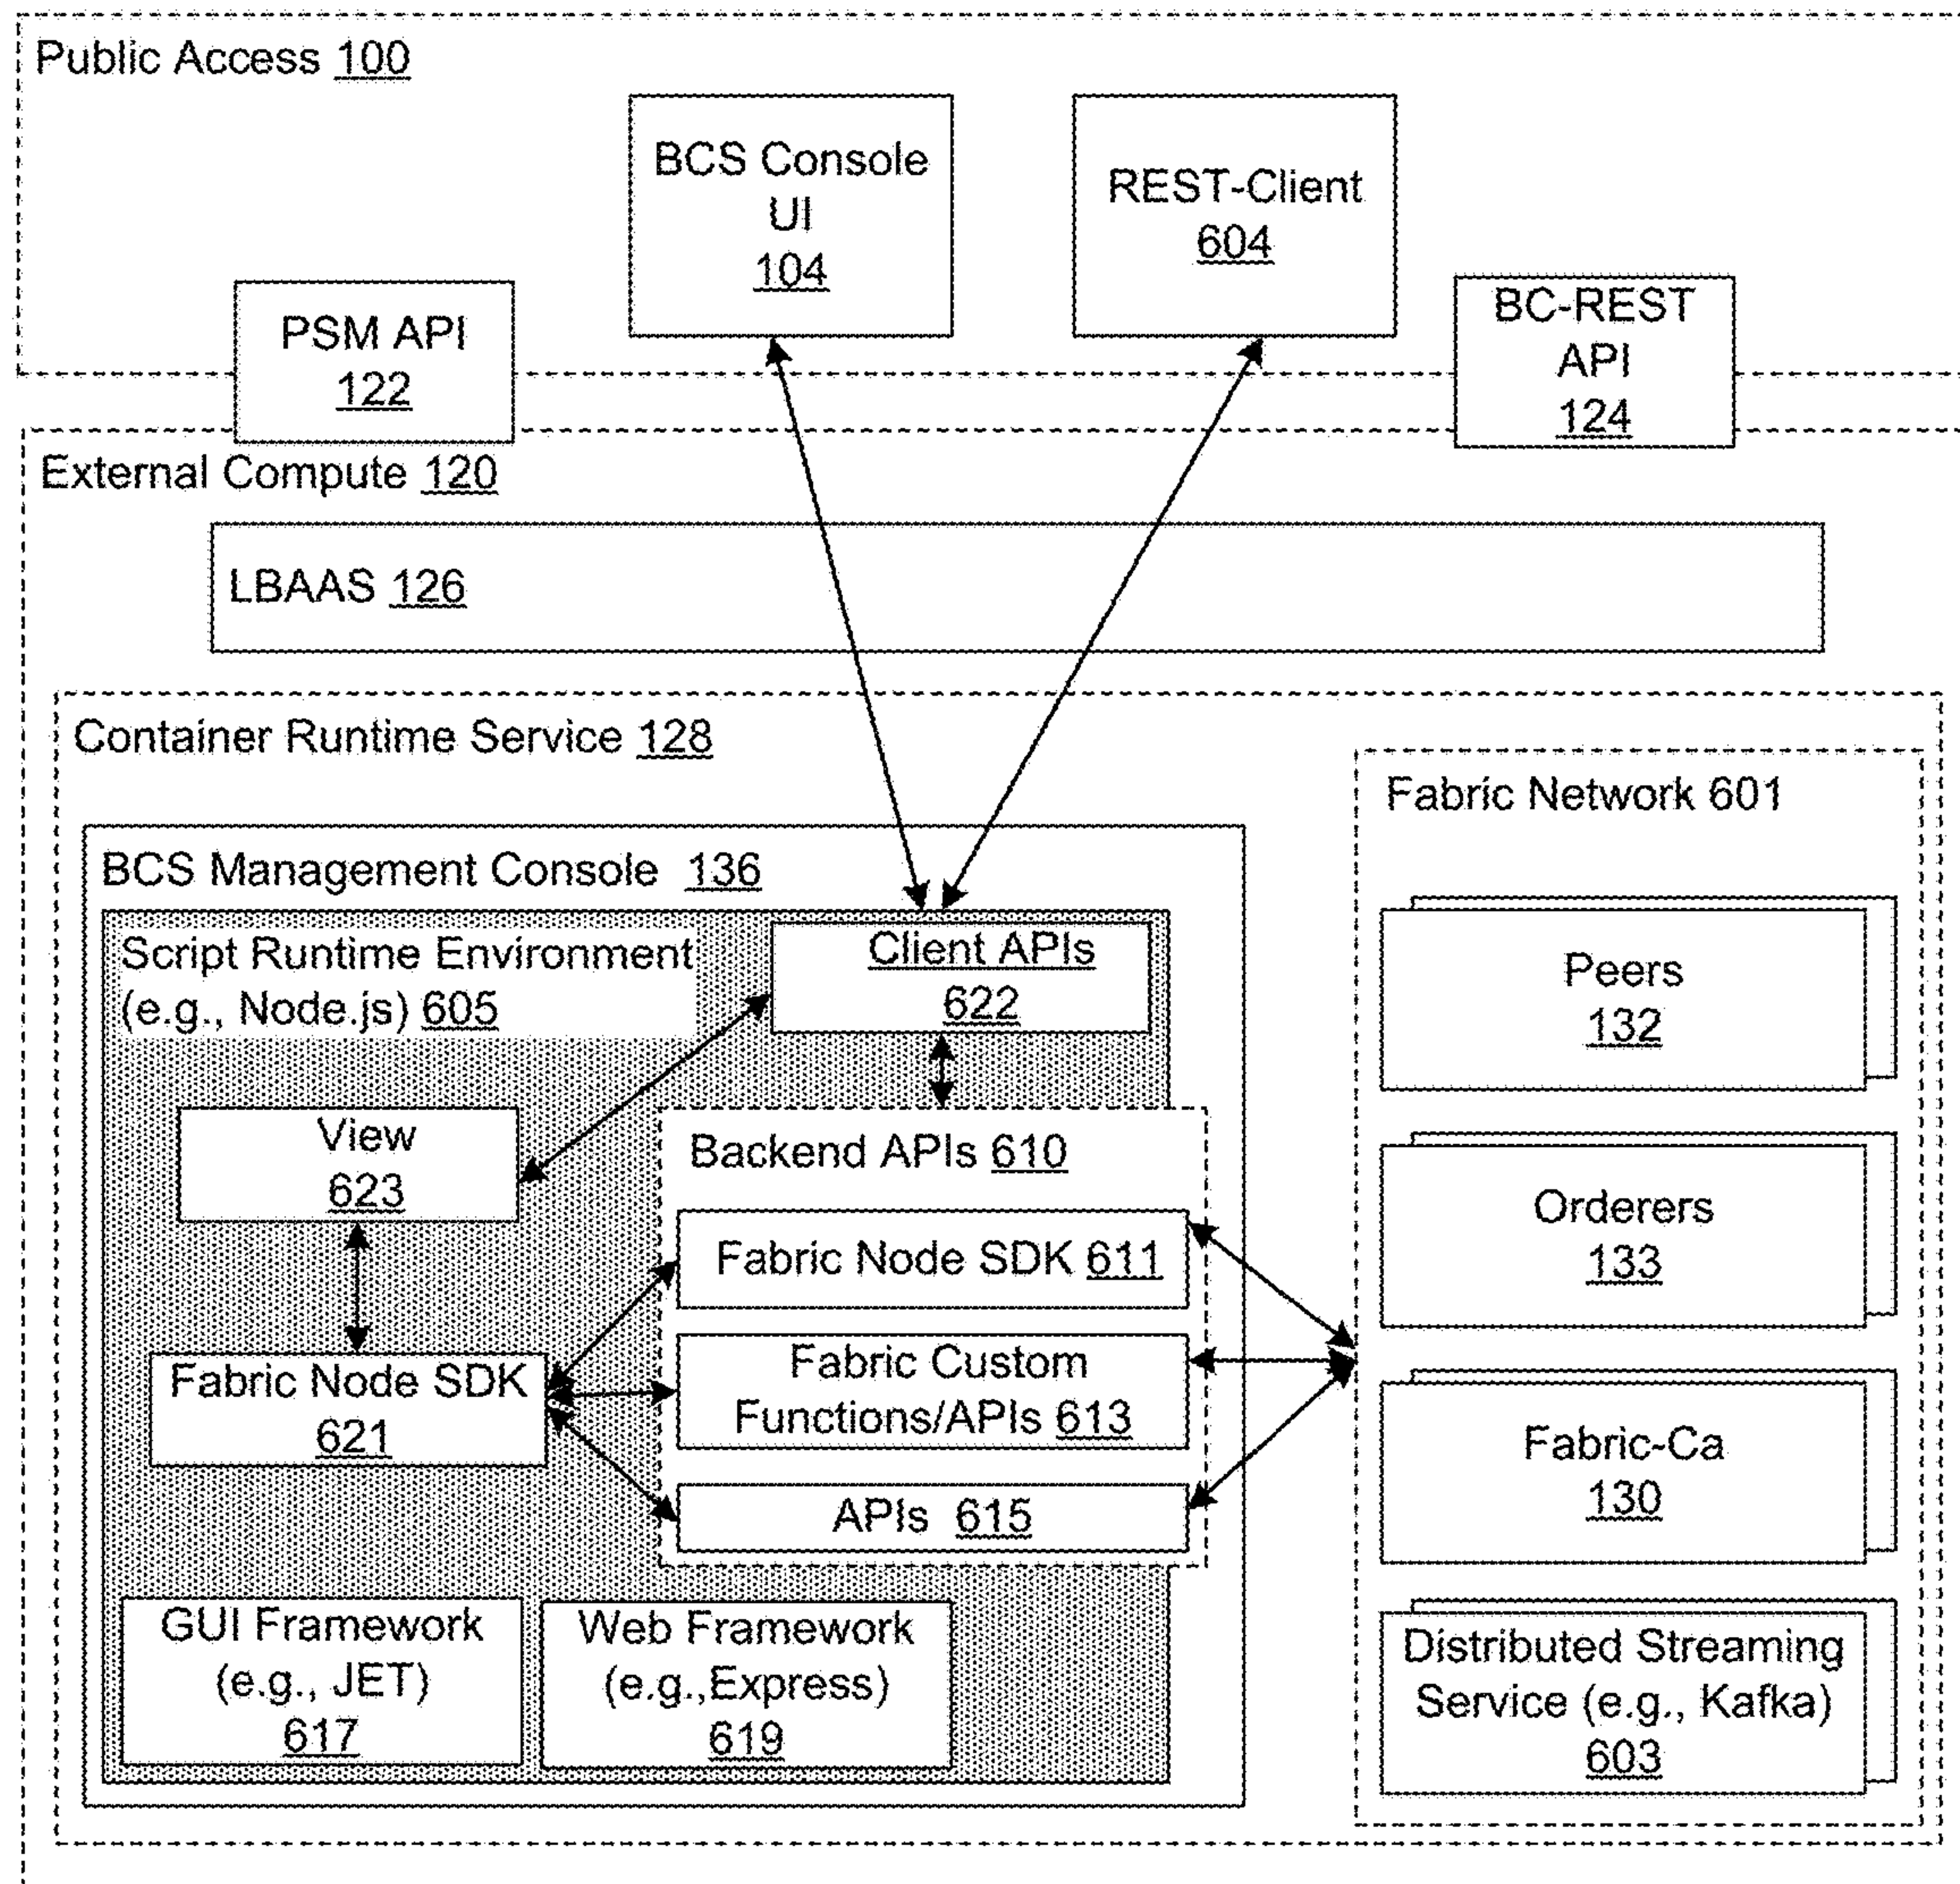 Public Access 100
BCS Console
UI
104
REST-Client
604
PSM API
122
BC-REST
API
124
External Compute 120
LBAAS 126
Container Runtime Service 128
Fabric Network 601
BCS Management Console 136
Script Runtime Environment
(e.g., Node.js) 605
Client APIs
622
Peers
132
View
623
Backend APIs 610
Orderers
133
Fabric Node SDK 611
Fabric Node SDK
621
Fabric Custom
Functions/APIs 613
Fabric-Ca
130
APIs 615
GUI Framework
(e.g., JET)
617
Web Framework
(e.g.,Express)
619
Distributed Streaming
Service (e.g., Kafka)
603